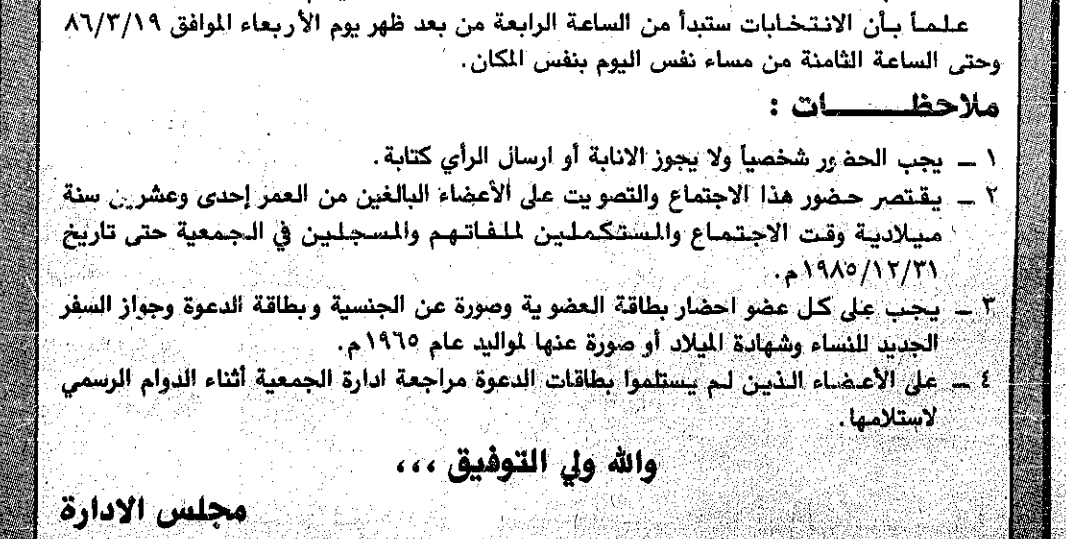 علماً بأن الانتخابات ستبدأ من الساعة الرابعة من بعد ظهر يوم الأربعاء الموافق ٨٦/٣/١٩
وحتى الساعة الثامنة من مساء نفس اليوم بنفس المكان.
ملاحظـــــات :
١ ــ يجب الحضور شخصياً ولا يجوز الانابة أو ارسال الرأي كتابة.
٢ ــ يقتصر حضور هذا الاجتماع والتصويت على الأعضاء البالغين من العمر إحدى وعشرين سنة
ميلادية وقت الاجتماع والمستكملين لملفاتهم والمسجلين في الجمعية حتى تاريخ
١٩٨٥/١٢/٣١م.
٣ ــ يجب على كل عضو احضار بطاقة العضوية وصورة عن الجنسية وبطاقة الدعوة وجواز السفر
الجديد للنساء وشهادة الميلاد أو صورة عنها لمواليد عام ١٩٦٥م.
٤ ــ على الأعضاء الذين لم يستلموا بطاقات الدعوة مراجعة ادارة الجمعية أثناء الدوام الرسمي
لاستلامها.
والله ولي التوفيق ،،،
مجلس الادارة